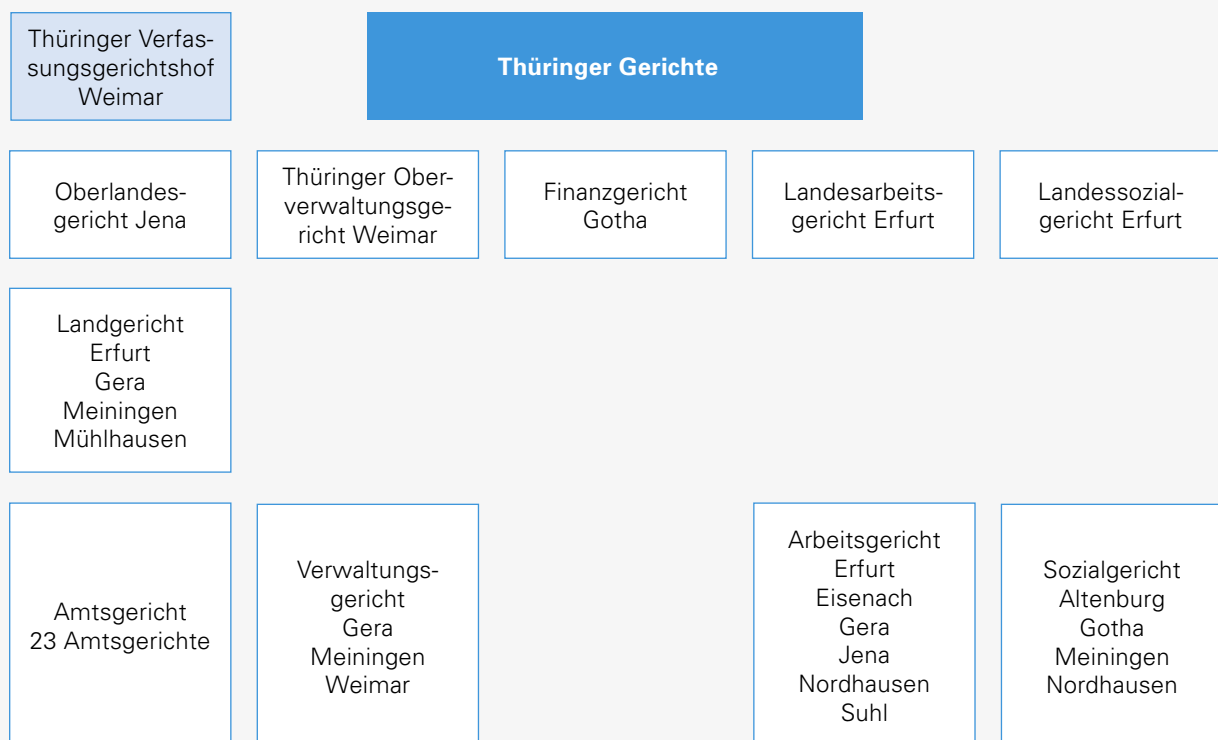 Thüringer Verfas-
sungsgerichtshof
Weimar
Thüringer Gerichte
Oberlandes-
gericht Jena
Thüringer Ober-
verwaltungsge-
richt Weimar
Finanzgericht
Gotha
Landesarbeits-
gericht Erfurt
Landessozial-
gericht Erfurt
Landgericht
Erfurt
Gera
Meiningen
Mühlhausen
Amtsgericht
23 Amtsgerichte
Verwaltungs-
gericht
Gera
Meiningen
Weimar
Arbeitsgericht
Erfurt
Eisenach
Gera
Jena
Nordhausen
Suhl
Sozialgericht
Altenburg
Gotha
Meiningen
Nordhausen